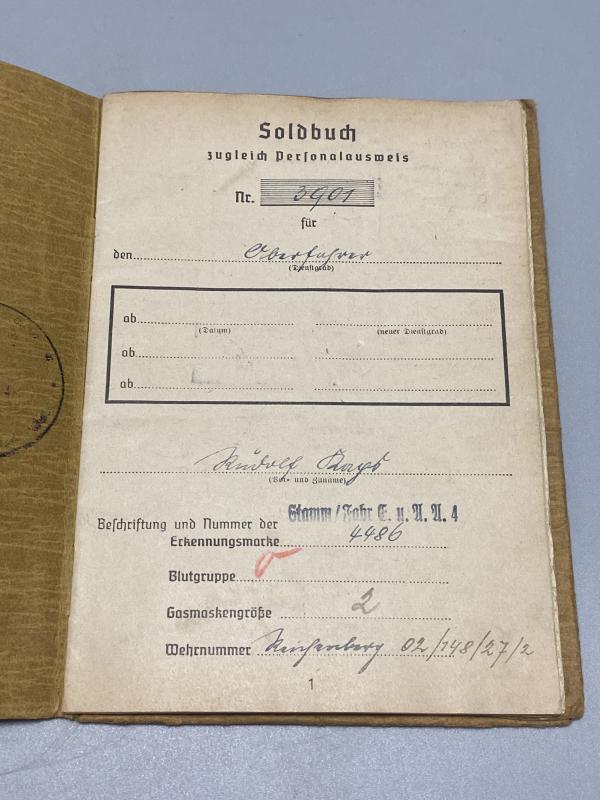 Soldbuch
zugleich Personalausweis
Nr. 3901
für
den Oberfahrer
(Dienstgrad)
ab
(Datum) (neuer Dienstgrad)
ab
ab
Rudolf
(Vor- und Zuname)
Beschriftung und Nummer der Stamm/Fahr E. u. A. A. 4
Erkennungsmarke 4486
Blutgruppe O
Gasmaskengröße 2
Wehrnummer Reichenberg 02/148/27/2
1